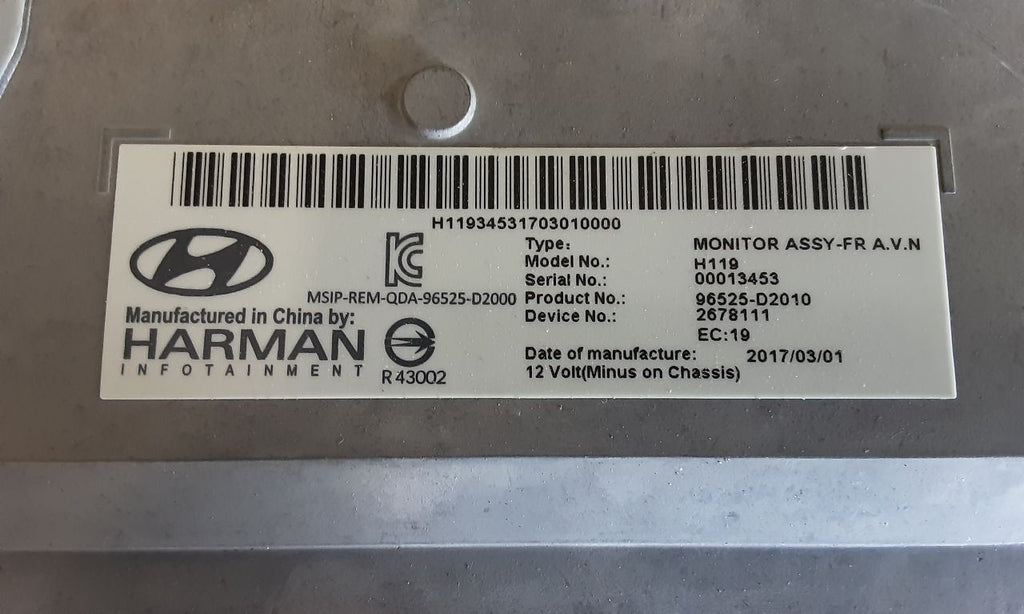 H11934531703010000
MSIP-REM-QDA-96525-D2000
Manufactured in China by:
HARMAN
INFOTAINMENT
R 43002
Type: MONITOR ASSY-FR A.V.N
Model No.: H119
Serial No.: 00013453
Product No.: 96525-D2010
Device No.: 2678111
EC:19
Date of manufacture: 2017/03/01
12 Volt(Minus on Chassis)